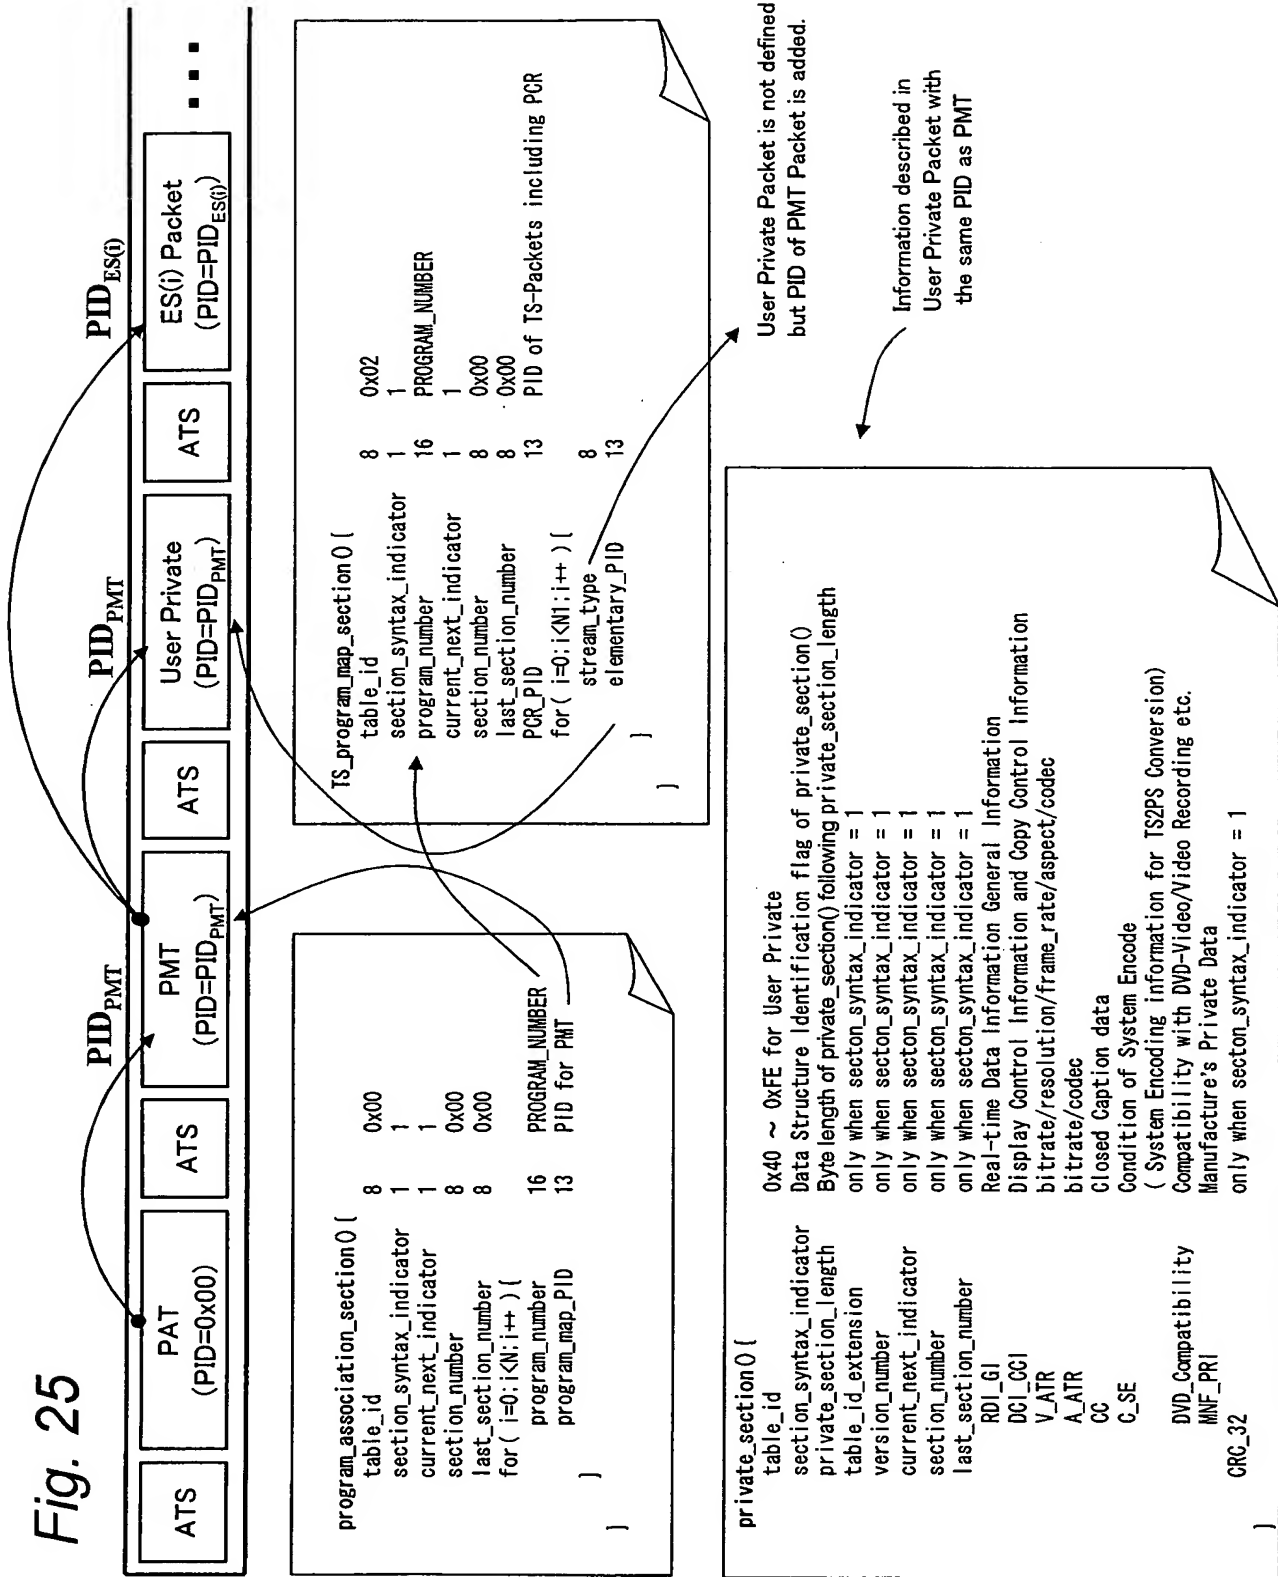 Fig. 25
PID_PMT
PID_PMT
PID_ES(i)
ATS
PAT
(PID=0x00)
ATS
PMT
(PID=PID_PMT)
ATS
User Private
(PID=PID_PMT)
ATS
ES(i) Packet
(PID=PID_ES(i))
...
program_association_section() {
table_id 8 0x00
section_syntax_indicator 1 1
current_next_indicator 1 1
section_number 8 0x00
last_section_number 8 0x00
for( i=0;i<N;i++ ) {
program_number 16 PROGRAM_NUMBER
program_map_PID 13 PID for PMT
}
}
TS_program_map_section() {
table_id 8 0x02
section_syntax_indicator 1 1
program_number 16 PROGRAM_NUMBER
current_next_indicator 1 1
section_number 8 0x00
last_section_number 8 0x00
PCR_PID 13 PID of TS-Packets including PCR
for( i=0;i<N1;i++ ) {
stream_type 8
elementary_PID 13
}
}
User Private Packet is not defined
but PID of PMT Packet is added.
private_section() {
table_id 0x40 ~ 0xFE for User Private
section_syntax_indicator Data Structure Identification flag of private_section()
private_section_length Byte length of private_section() following private_section_length
table_id_extension only when secton_syntax_indicator = 1
version_number only when secton_syntax_indicator = 1
current_next_indicator only when secton_syntax_indicator = 1
section_number only when secton_syntax_indicator = 1
last_section_number only when secton_syntax_indicator = 1
RDI_GI Real-time Data Information General Information
DCI_CCI Display Control Information and Copy Control Information
V_ATR bitrate/resolution/frame_rate/aspect/codec
A_ATR bitrate/codec
CC Closed Caption data
C_SE Condition of System Encode
( System Encoding information for TS2PS Conversion)
DVD_Compatibility Compatibility with DVD-Video/Video Recording etc.
MNF_PRI Manufacture's Private Data
CRC_32 only when secton_syntax_indicator = 1
}
Information described in
User Private Packet with
the same PID as PMT